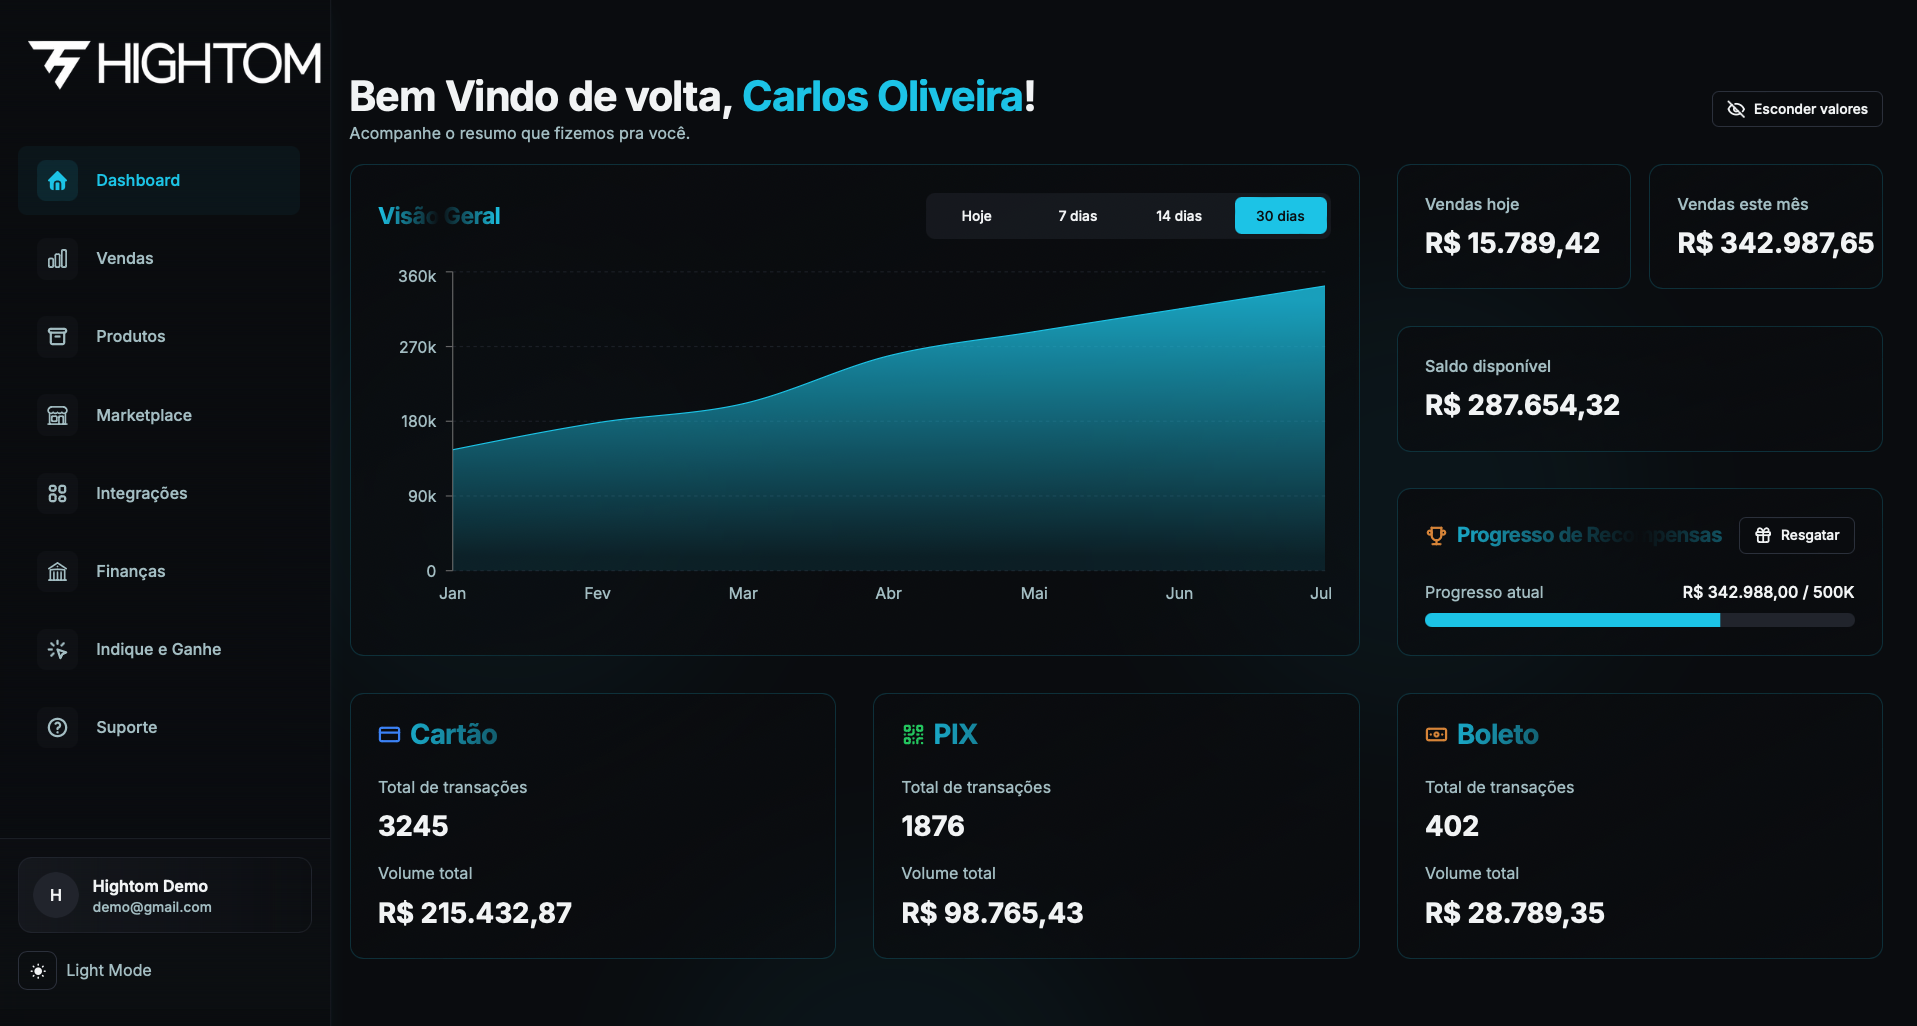 HIGHTOM
Dashboard
Vendas
Produtos
Marketplace
Integrações
Finanças
Indique e Ganhe
Suporte
H
Hightom Demo
demo@gmail.com
Light Mode
Bem Vindo de volta, Carlos Oliveira!
Acompanhe o resumo que fizemos pra você.
Esconder valores
Visão Geral
Hoje 7 dias 14 dias 30 dias
360k
270k
180k
90k
0
Jan Fev Mar Abr Mai Jun Jul
Vendas hoje
R$ 15.789,42
Vendas este mês
R$ 342.987,65
Saldo disponível
R$ 287.654,32
Progresso de Recompensas
Resgatar
Progresso atual R$ 342.988,00 / 500K
Cartão
Total de transações
3245
Volume total
R$ 215.432,87
PIX
Total de transações
1876
Volume total
R$ 98.765,43
Boleto
Total de transações
402
Volume total
R$ 28.789,35